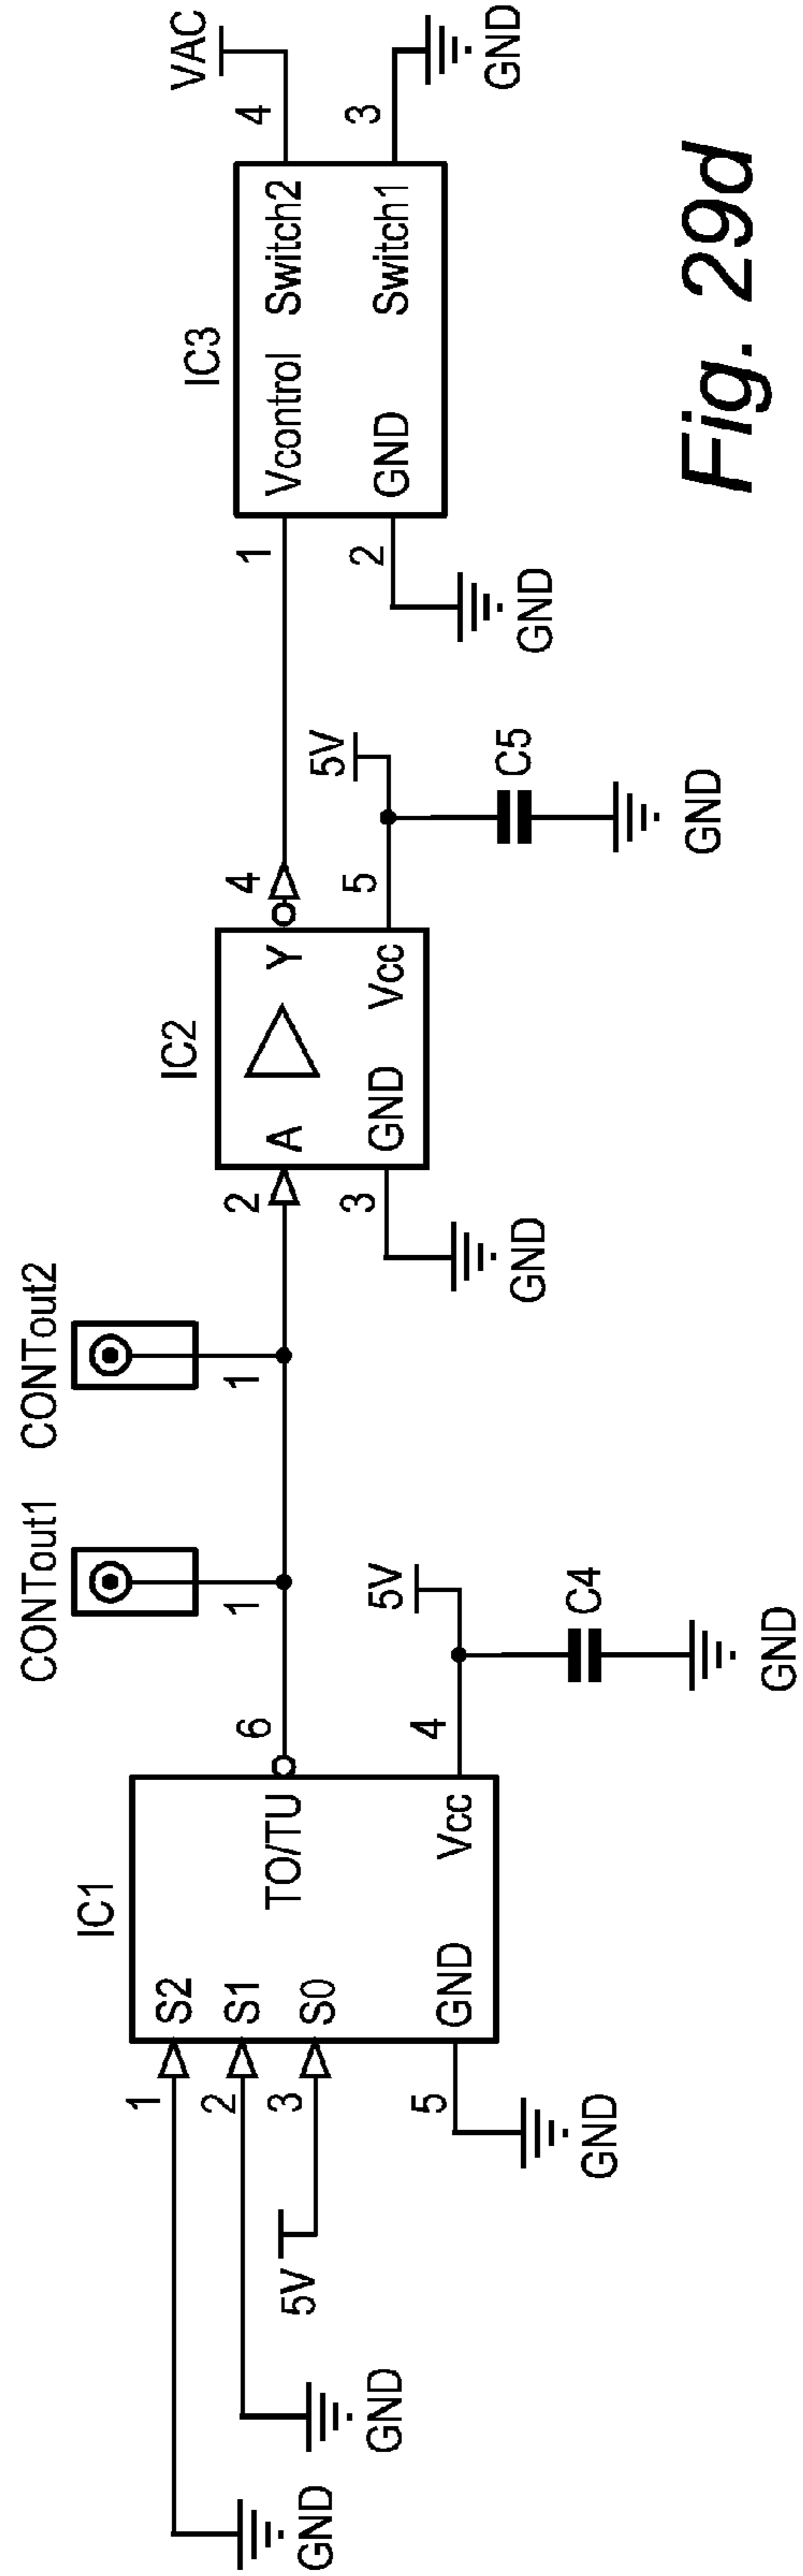 CONTout1
CONTout2
VAC
IC1
IC2
IC3
1
S2
2
S1
3
S0
5V
TO/TU
6
5
GND
Vcc
4
5V
C4
GND
GND
GND
GND
1
1
2
A
Y
4
3
GND
Vcc
5
5V
C5
GND
GND
1
Vcontrol
Switch2
4
2
GND
Switch1
3
GND
GND
Fig. 29d